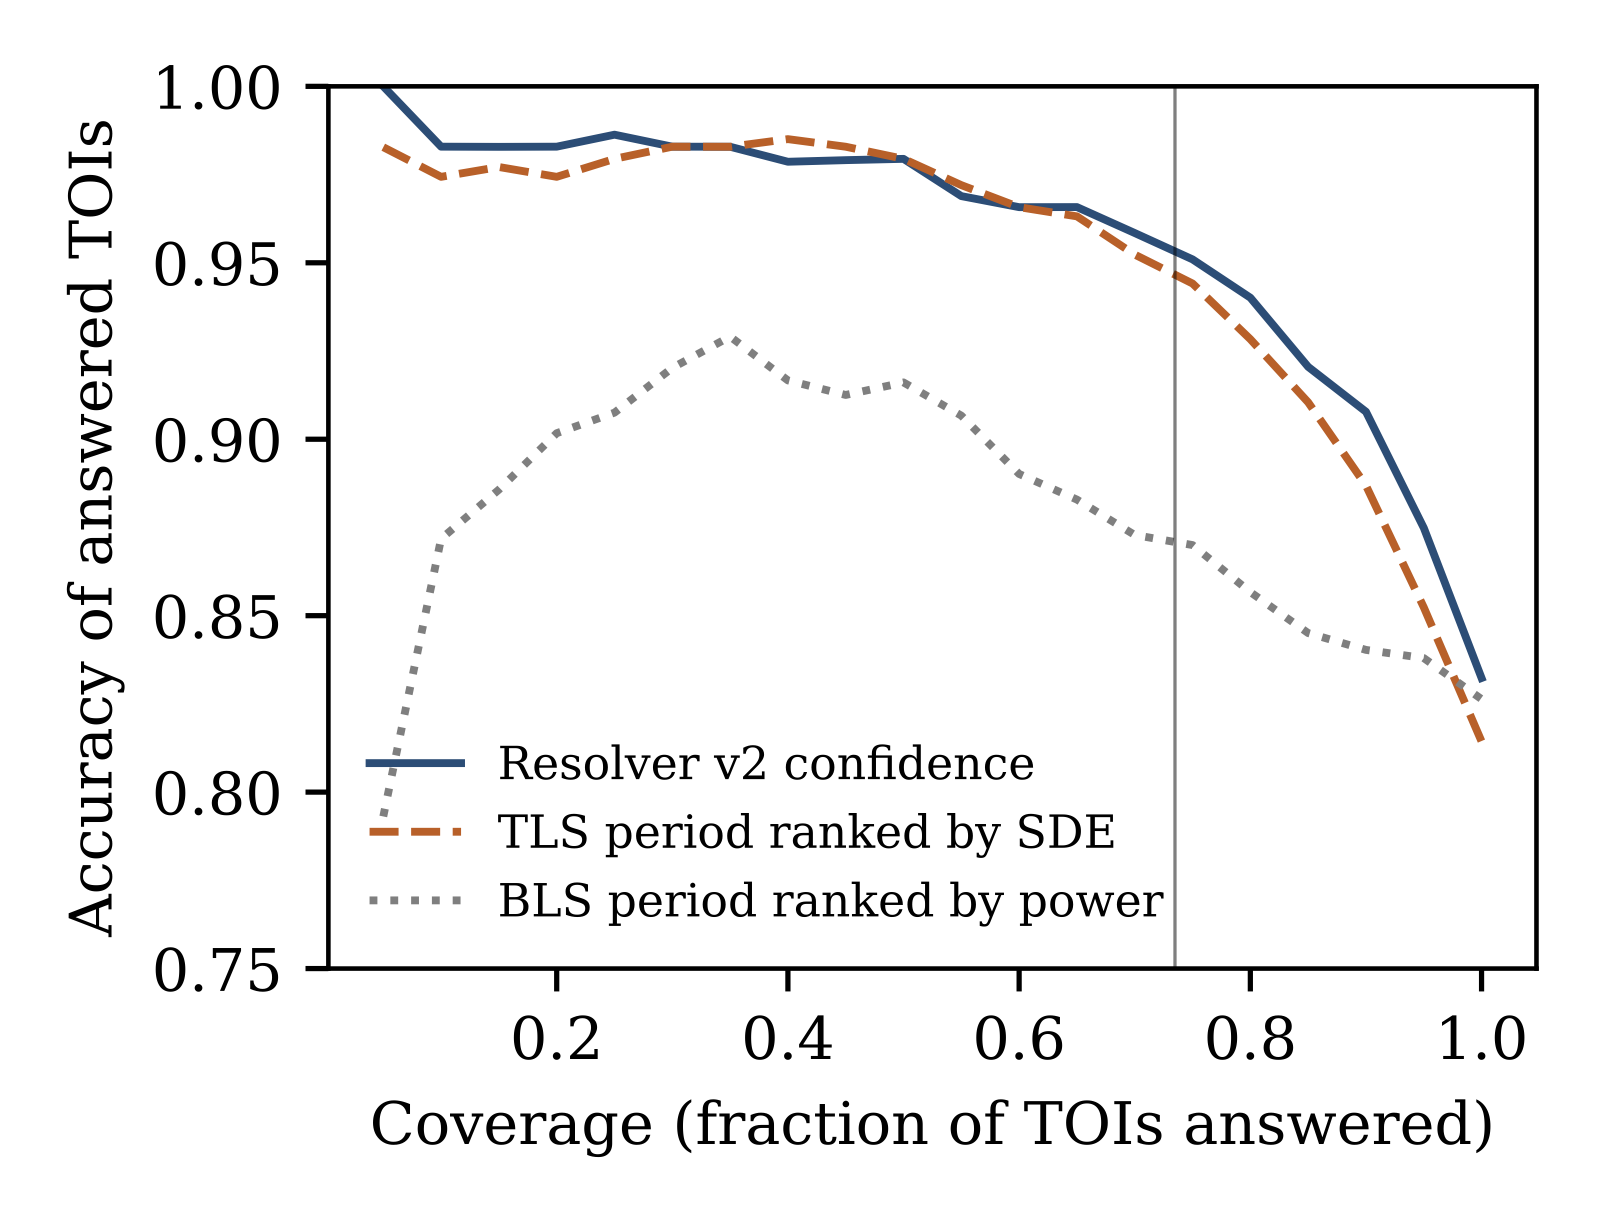 1.00
0.95
0.90
0.85
0.80
0.75
Accuracy of answered TOIs
Resolver v2 confidence
TLS period ranked by SDE
BLS period ranked by power
0.2 0.4 0.6 0.8 1.0
Coverage (fraction of TOIs answered)